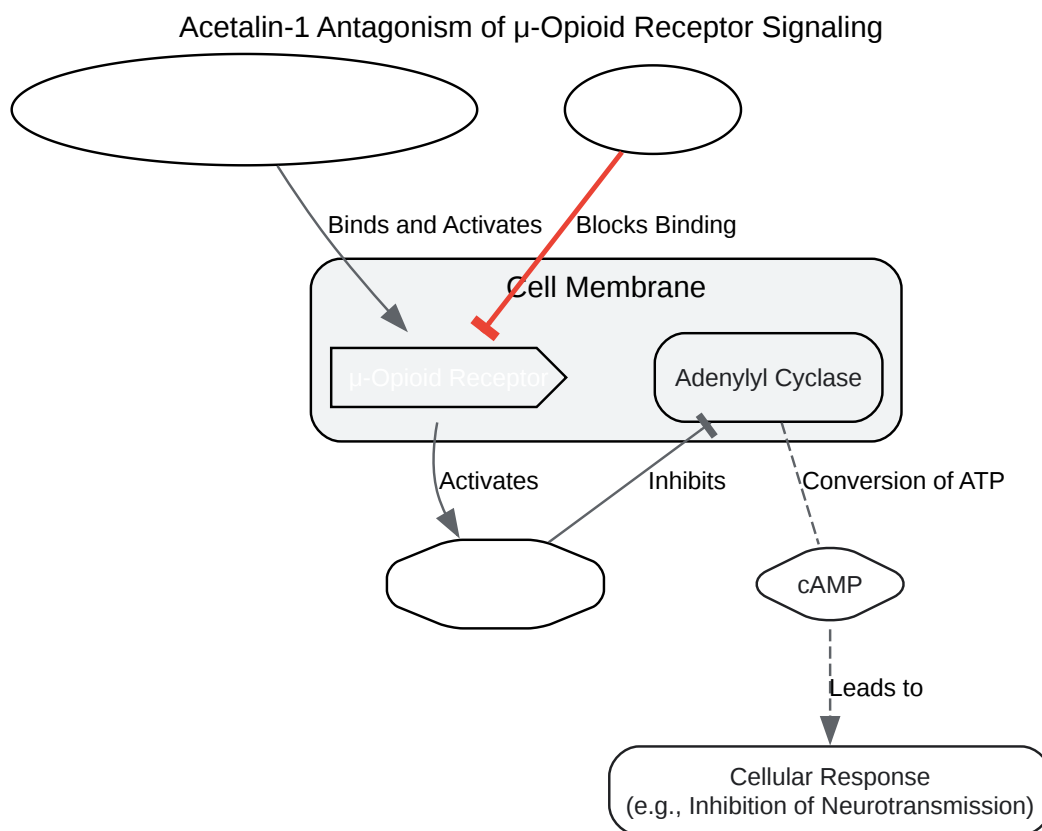 Acetalin-1 Antagonism of μ-Opioid Receptor Signaling
Binds and Activates
Blocks Binding
Cell Membrane
μ-Opioid Receptor
Adenylyl Cyclase
Activates
Inhibits
Conversion of ATP
cAMP
Leads to
Cellular Response
(e.g., Inhibition of Neurotransmission)